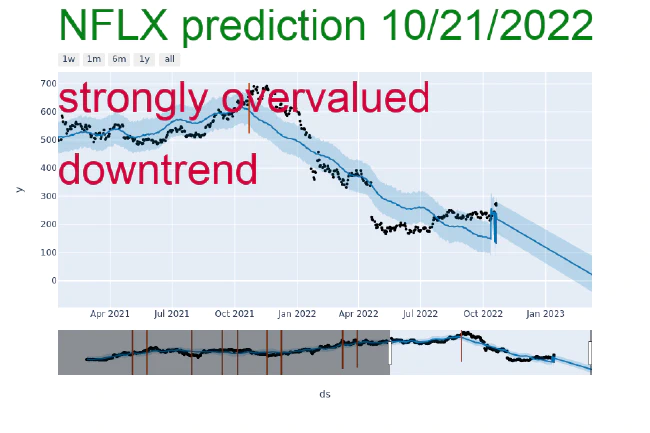 NFLX prediction 10/21/2022
1w 1m 6m 1y all
700
600
strongly overvalued
500
400
downtrend
300
y
200
100
0
Apr 2021 Jul 2021 Oct 2021 Jan 2022 Apr 2022 Jul 2022 Oct 2022 Jan 2023
ds